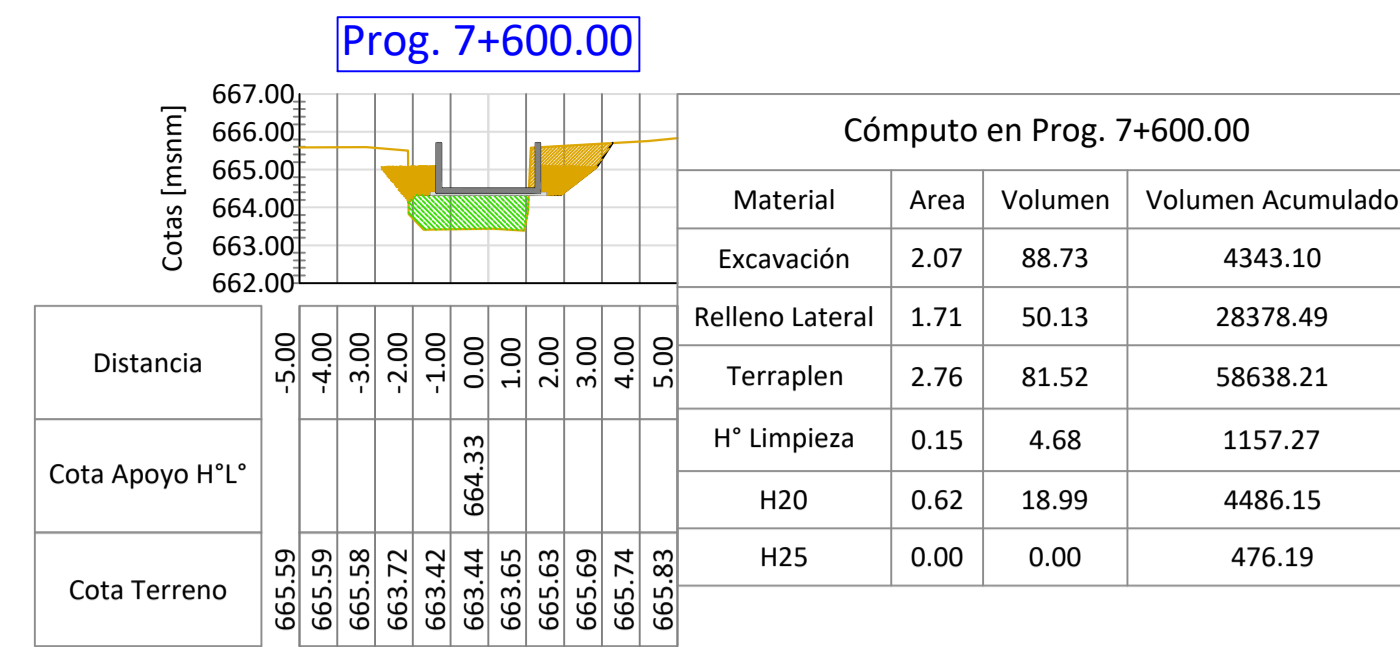 Prog. 7+600.00
Cotas [msnm]
667.00
666.00
665.00
664.00
663.00
662.00
Distancia
-5.00 -4.00 -3.00 -2.00 -1.00 0.00 1.00 2.00 3.00 4.00 5.00
Cota Apoyo H°L°
664.33
Cota Terreno
665.59 665.59 665.58 663.72 663.42 663.44 663.65 665.63 665.69 665.74 665.83
Cómputo en Prog. 7+600.00
Material Area Volumen Volumen Acumulado
Excavación 2.07 88.73 4343.10
Relleno Lateral 1.71 50.13 28378.49
Terraplen 2.76 81.52 58638.21
H° Limpieza 0.15 4.68 1157.27
H20 0.62 18.99 4486.15
H25 0.00 0.00 476.19